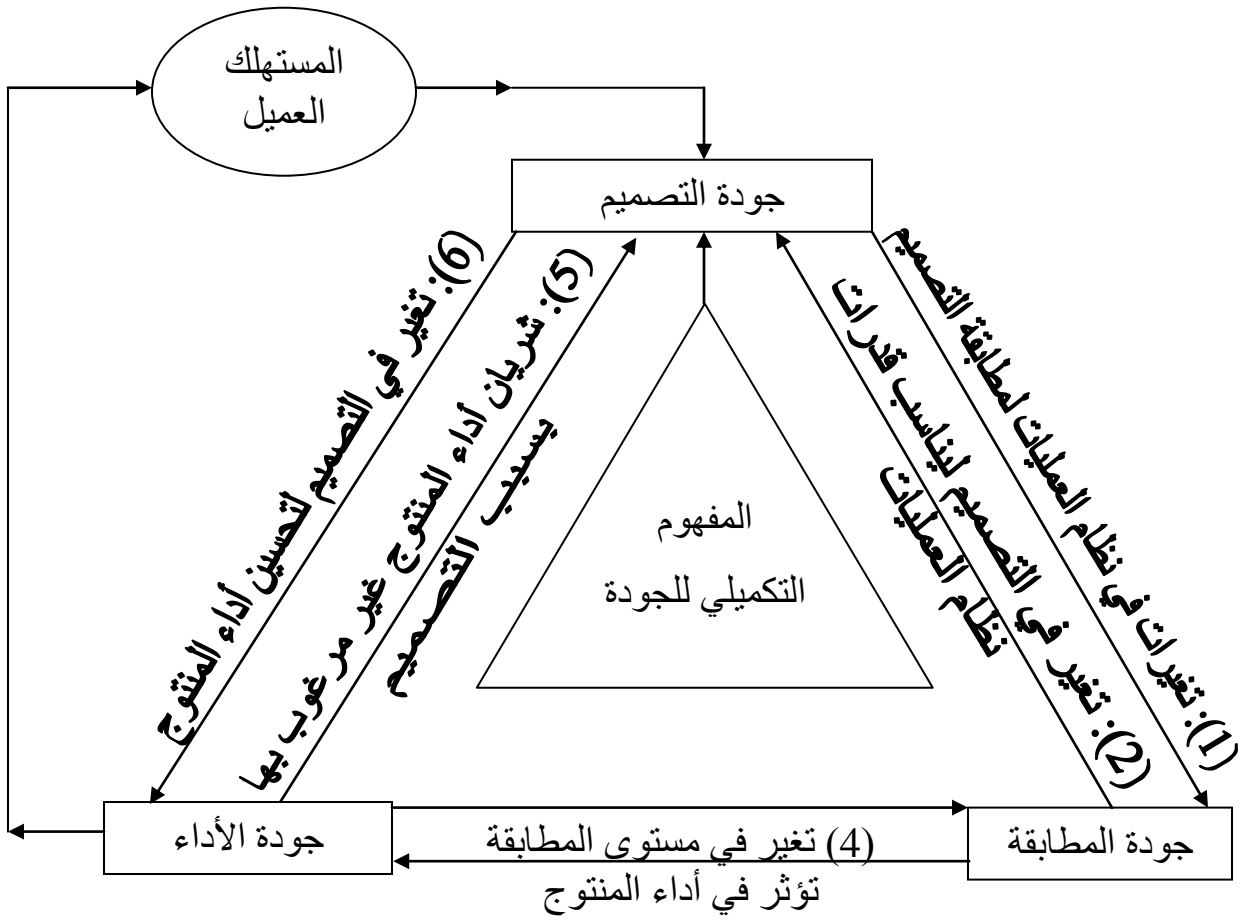 المستهلك
العميل
جودة التصميم
(6): تغير في التصميم لتحسين أداء المنتوج
(5): شريان أداء المنتوج غير مرغوب بها
بسبب التصميم
المفهوم
التكميلي للجودة
(2): تغير في التصميم ليناسب قدرات
نظام العمليات
(1): تغيرات في نظام العمليات لمطابقة التصميم
جودة الأداء
(4) تغير في مستوى المطابقة
تؤثر في أداء المنتوج
جودة المطابقة